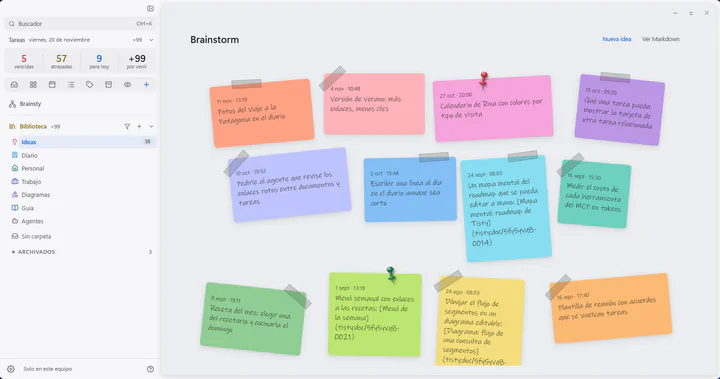 Buscador
Ctrl+K
Tareas viernes, 20 de noviembre +99
5 57 9 +99
vencidas atrasadas para hoy por venir
Brainsty
Biblioteca +99
Ideas 38
Diario
Personal
Trabajo
Diagramas
Guía
Agentes
Sin carpeta
ARCHIVADOS 3
Solo en este equipo
Brainstorm
Nueva idea
Ver Markdown
11 nov · 13:19
Fotos del viaje a la
Patagonia en el diario
4 nov · 10:48
Versión de verano: más
enlaces, menos clics
27 oct · 20:06
Calendario de Rina con colores por
tipo de visita
19 oct · 09:20
Que una tarea pueda
mostrar la tarjeta de
otra tarea relacionada
10 oct · 19:52
Pedirle al agente que revise los
enlaces rotos entre documentos y
tareas
2 oct · 15:48
Escribir una línea al día
en el diario aunque sea
corta
24 sept · 08:05
Un mapa mental del
roadmap que se pueda
editar a mano: [Mapa
mental: roadmap de
Tisty]
16 sept · 15:30
Medir el costo de
cada herramienta
del MCP en tokens
8 sept · 19:11
Receta del mes: elegir una
del recetario y cocinarla el
domingo
1 sept · 13:19
Menú semanal con enlaces
a las recetas: [Menú de
la semana]
24 ago · 08:03
Dibujar el flujo de
segmentos en un
diagrama editable:
[Diagrama: flujo de
una consulta de
segmentos]
16 ago · 17:40
Plantilla de reunión con acuerdos
que se vuelvan tareas